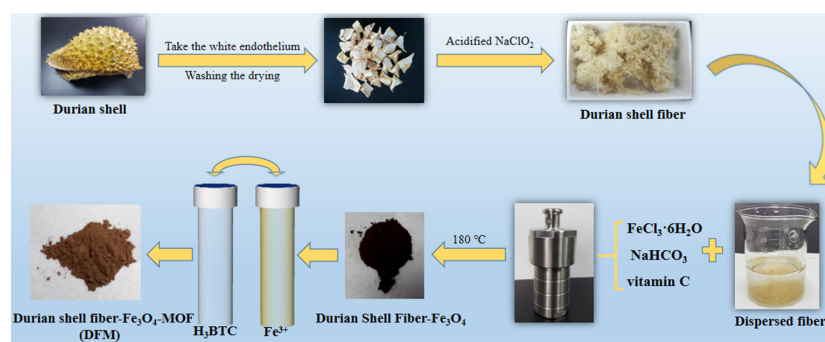 Take the white endothelium
Washing the drying
Acidified NaClO₂
Durian shell
Durian shell fiber
FeCl₃·6H₂O
NaHCO₃
vitamin C
Dispersed fiber
180 ℃
Durian Shell Fiber-Fe₃O₄
H₃BTC
Fe³⁺
Durian shell fiber-Fe₃O₄-MOF
(DFM)